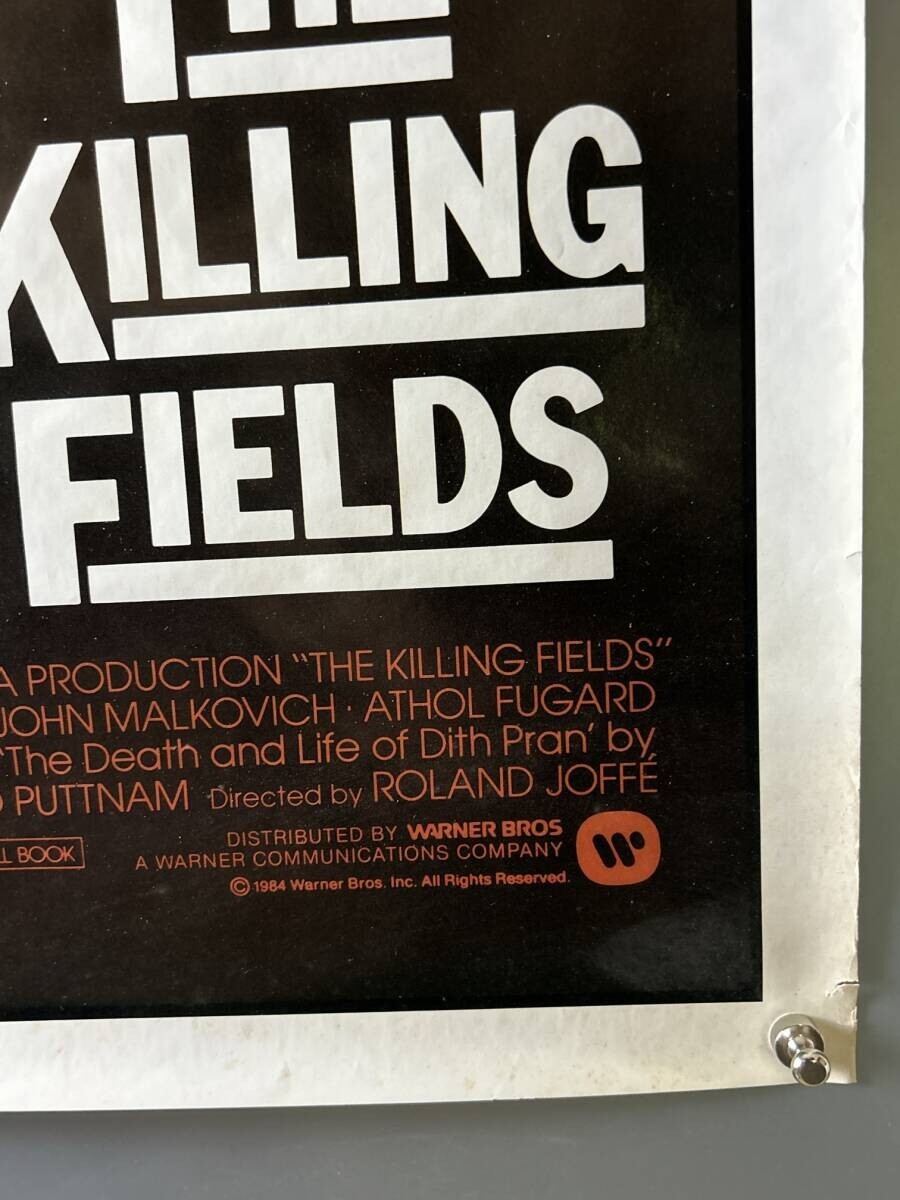 THE
KILLING
FIELDS
A PRODUCTION "THE KILLING FIELDS"
JOHN MALKOVICH · ATHOL FUGARD
'The Death and Life of Dith Pran' by
PUTTNAM Directed by ROLAND JOFFÉ
BOOK
DISTRIBUTED BY WARNER BROS
A WARNER COMMUNICATIONS COMPANY
© 1984 Warner Bros. Inc. All Rights Reserved.